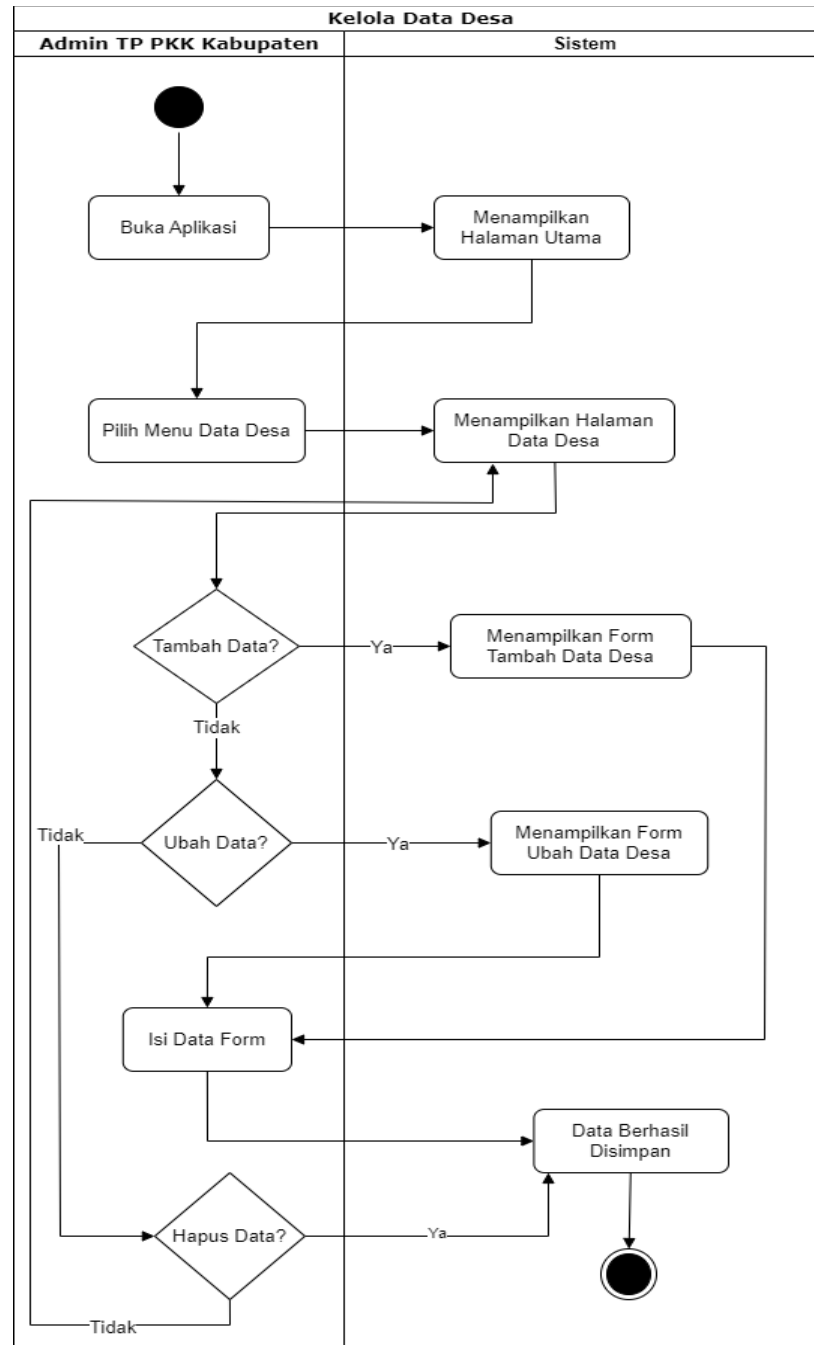 Kelola Data Desa
Admin TP PKK Kabupaten
Sistem
Buka Aplikasi
Menampilkan
Halaman Utama
Pilih Menu Data Desa
Menampilkan Halaman
Data Desa
Tambah Data?
Ya
Menampilkan Form
Tambah Data Desa
Tidak
Tidak
Ubah Data?
Ya
Menampilkan Form
Ubah Data Desa
Isi Data Form
Data Berhasil
Disimpan
Hapus Data?
Ya
Tidak